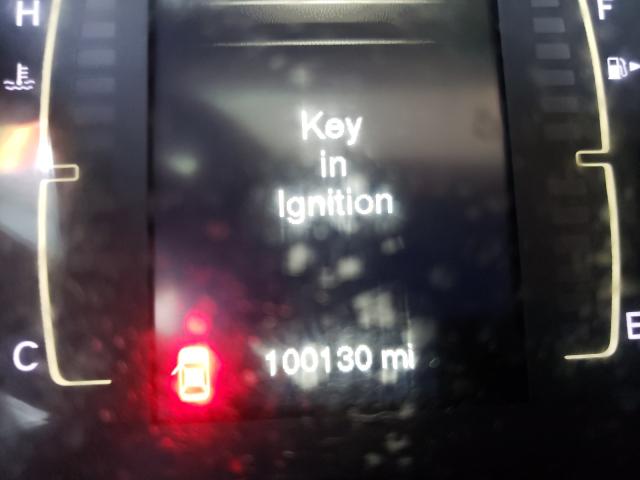 H
F
Key
in
Ignition
C
E
100130 mi